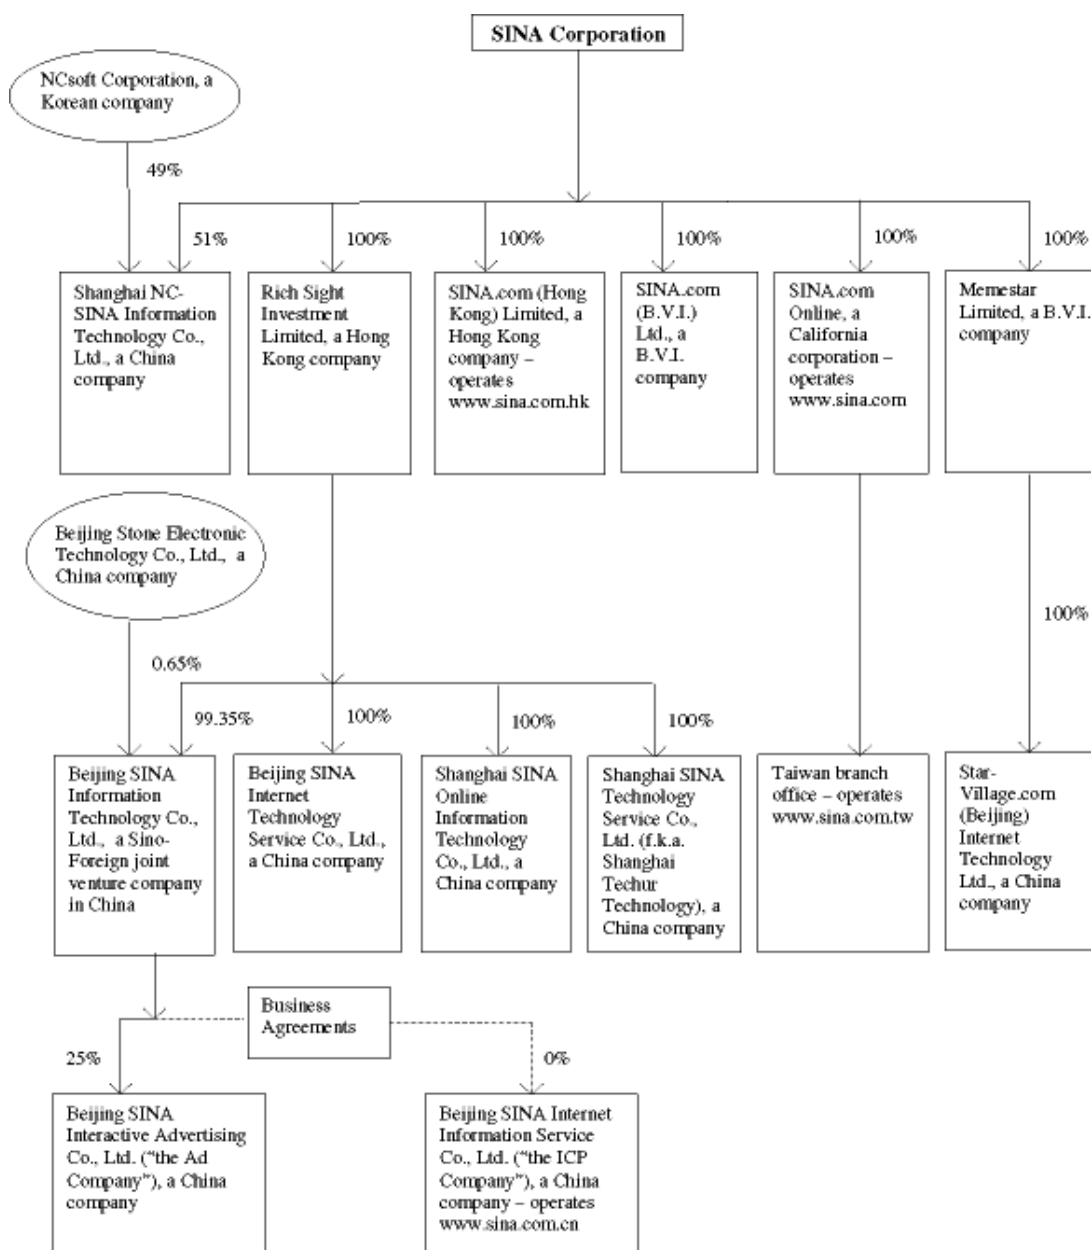 SINA Corporation
NCsoft Corporation, a
Korean company
49%
51%
100%
100%
100%
100%
100%
Shanghai NC-
SINA Information
Technology Co.,
Ltd., a China
company
Rich Sight
Investment
Limited, a Hong
Kong company
SINA.com (Hong
Kong) Limited, a
Hong Kong
company –
operates
www.sina.com.hk
SINA.com
(B.V.I.)
Ltd., a
B.V.I.
company
SINA.com
Online, a
California
corporation –
operates
www.sina.com
Memestar
Limited, a B.V.I.
company
Beijing Stone Electronic
Technology Co., Ltd., a
China company
100%
0.65%
99.35%
100%
100%
100%
Beijing SINA
Information
Technology Co.,
Ltd., a Sino-
Foreign joint
venture company
in China
Beijing SINA
Internet
Technology
Service Co., Ltd.,
a China company
Shanghai SINA
Online
Information
Technology
Co., Ltd., a
China company
Shanghai SINA
Technology
Service Co.,
Ltd. (f.k.a.
Shanghai
Techur
Technology), a
China company
Taiwan branch
office – operates
www.sina.com.tw
Star-
Village.com
(Beijing)
Internet
Technology
Ltd., a China
company
Business
Agreements
25%
0%
Beijing SINA
Interactive Advertising
Co., Ltd. (“the Ad
Company”), a China
company
Beijing SINA Internet
Information Service
Co., Ltd. (“the ICP
Company”), a China
company – operates
www.sina.com.cn